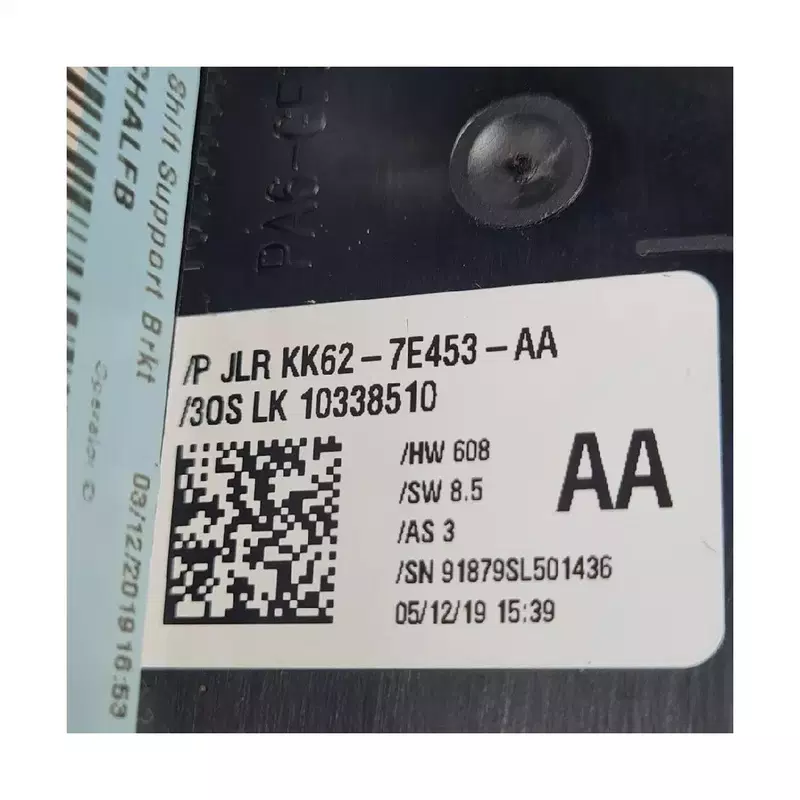 /P JLR KK62-7E453-AA
/3OS LK 10338510
/HW 608
/SW 8.5
/AS 3
/SN 91879SL501436
05/12/19 15:39
AA
Shift Support Brkt
CHALFB
03/12/2019 16:53